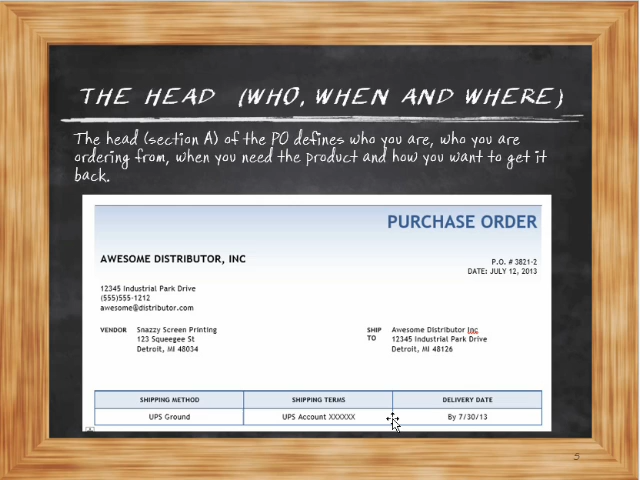 THE HEAD (WHO, WHEN AND WHERE)
The head (section A) of the PO defines who you are, who you are
ordering from, when you need the product and how you want to get it
back.
PURCHASE ORDER
AWESOME DISTRIBUTOR, INC
P.O. # 3821-2
DATE: JULY 12, 2013
12345 Industrial Park Drive
(555)555-1212
awesome@distributor.com
VENDOR Snazzy Screen Printing
123 Squeegee St
Detroit, MI 48034
SHIP TO Awesome Distributor Inc
12345 Industrial Park Drive
Detroit, MI 48126
SHIPPING METHOD SHIPPING TERMS DELIVERY DATE
UPS Ground UPS Account XXXXXX By 7/30/13
5